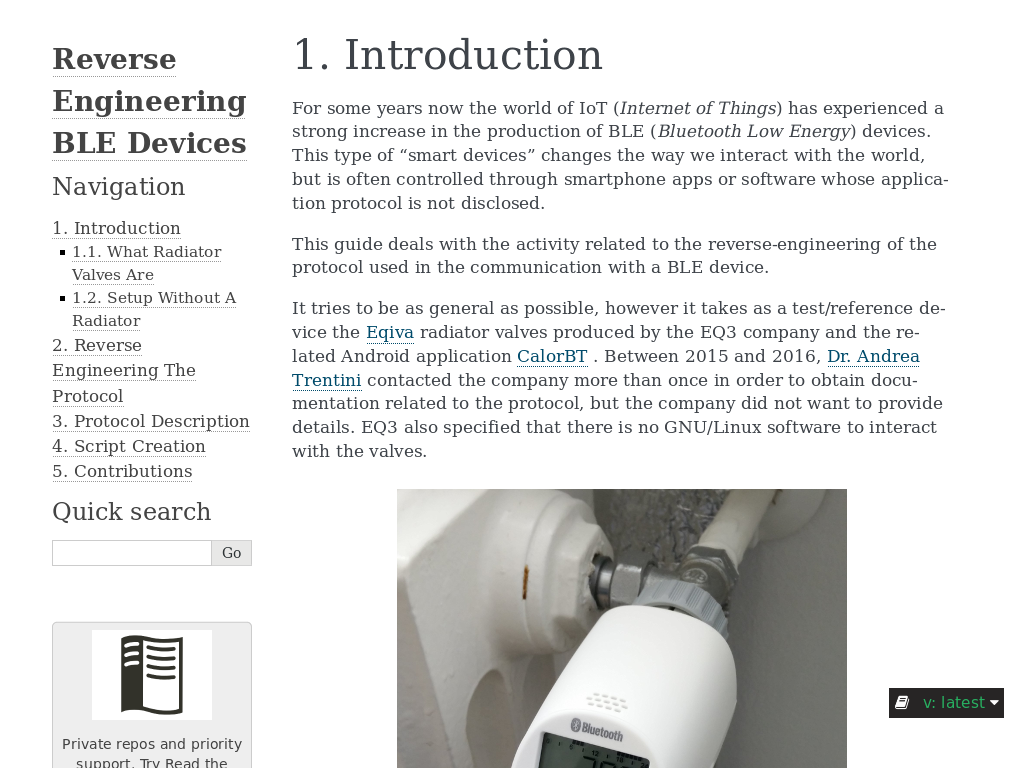 Reverse
Engineering
BLE Devices
Navigation
1. Introduction
1.1. What Radiator
Valves Are
1.2. Setup Without A
Radiator
2. Reverse
Engineering The
Protocol
3. Protocol Description
4. Script Creation
5. Contributions
Quick search
Go
Private repos and priority
support. Try Read the
1. Introduction
For some years now the world of IoT (Internet of Things) has experienced a
strong increase in the production of BLE (Bluetooth Low Energy) devices.
This type of “smart devices” changes the way we interact with the world,
but is often controlled through smartphone apps or software whose applica-
tion protocol is not disclosed.
This guide deals with the activity related to the reverse-engineering of the
protocol used in the communication with a BLE device.
It tries to be as general as possible, however it takes as a test/reference de-
vice the Eqiva radiator valves produced by the EQ3 company and the re-
lated Android application CalorBT . Between 2015 and 2016, Dr. Andrea
Trentini contacted the company more than once in order to obtain docu-
mentation related to the protocol, but the company did not want to provide
details. EQ3 also specified that there is no GNU/Linux software to interact
with the valves.
Bluetooth
v: latest